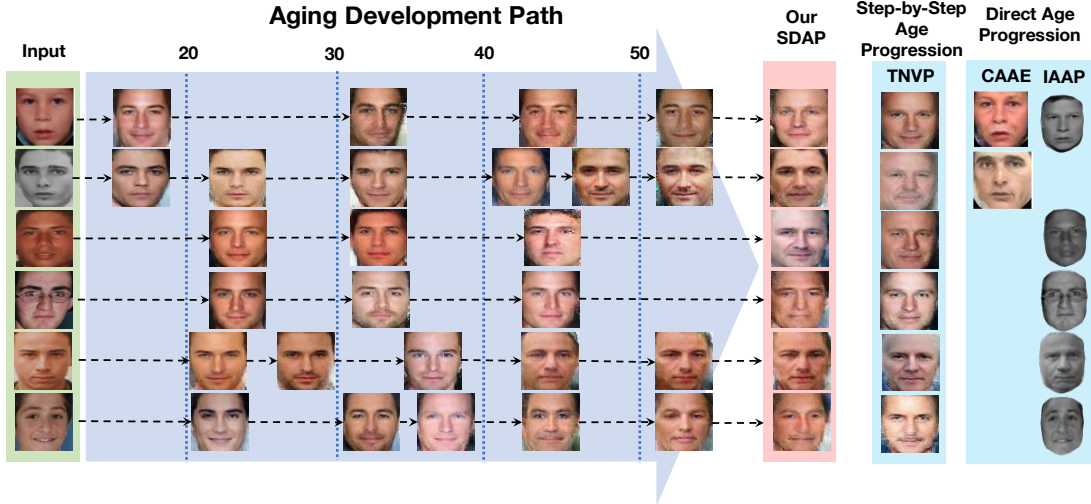 Aging Development Path
Input
20
30
40
50
Our
SDAP
Step-by-Step
Age
Progression
TNVP
Direct Age
Progression
CAAE
IAAP